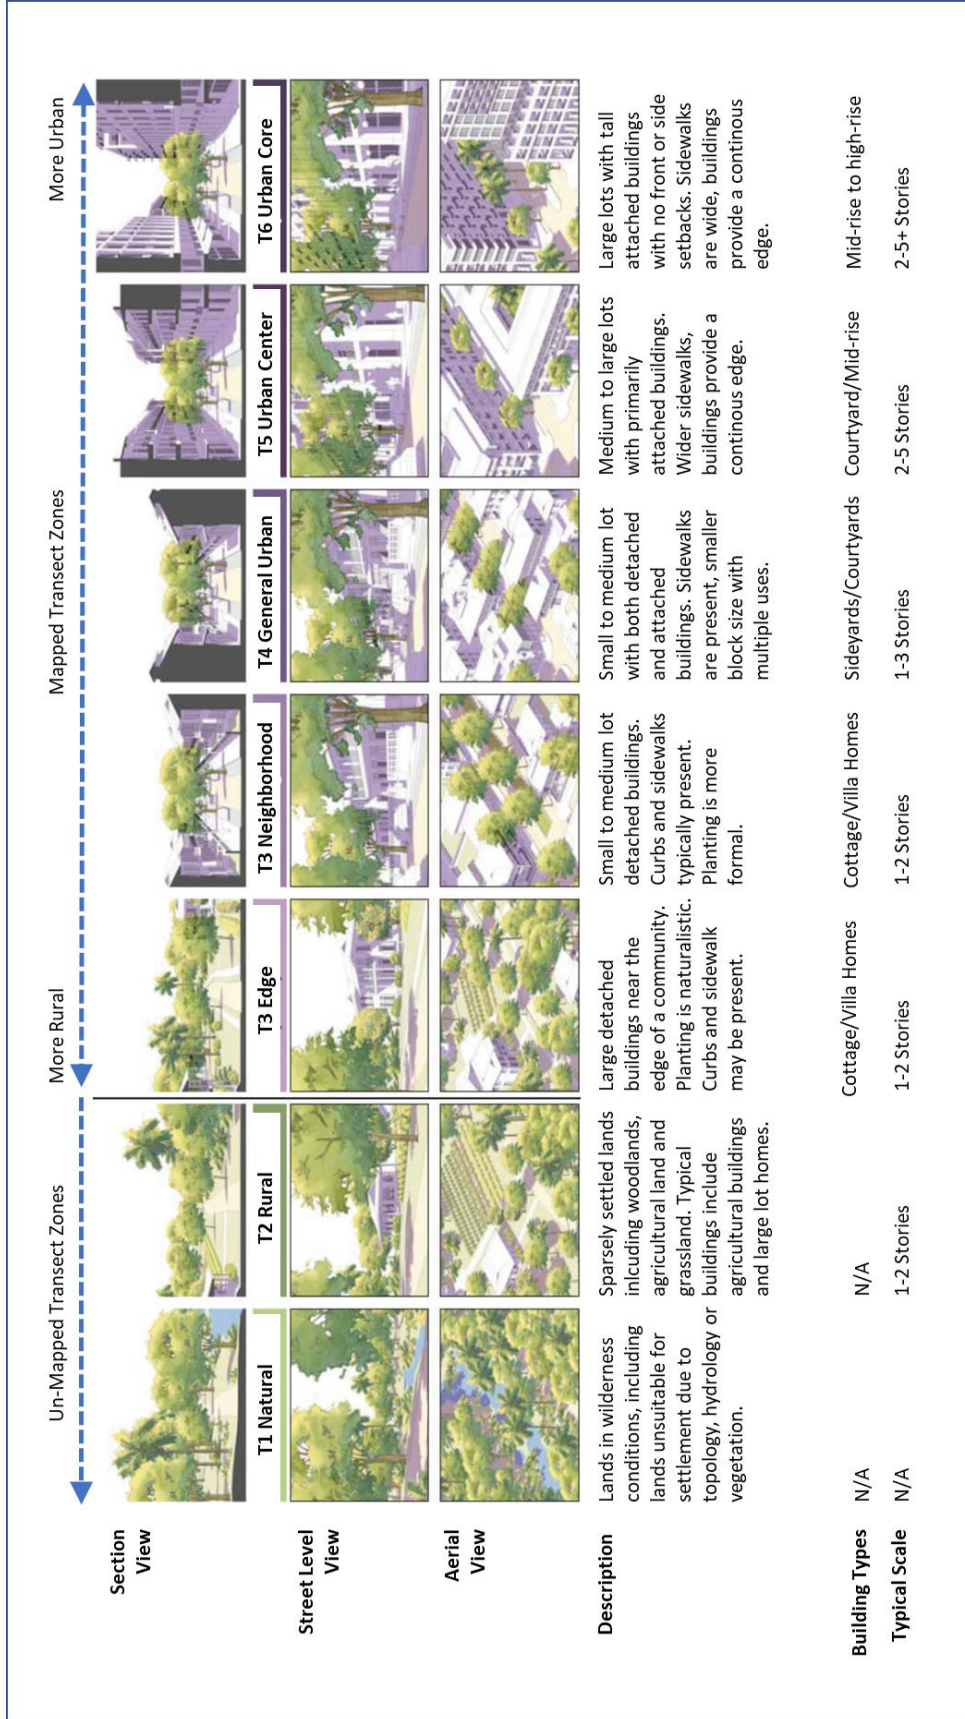 Un-Mapped Transect Zones
More Rural
Mapped Transect Zones
More Urban
Section
View
T1 Natural
T2 Rural
T3 Edge
T3 Neighborhood
T4 General Urban
T5 Urban Center
T6 Urban Core
Street Level
View
Aerial
View
Description
Lands in wilderness
conditions, including
lands unsuitable for
settlement due to
topology, hydrology or
vegetation.
Sparsely settled lands
inlcuding woodlands,
agricultural land and
grassland. Typical
buildings include
agricultural buildings
and large lot homes.
Large detached
buildings near the
edge of a community.
Planting is naturalistic.
Curbs and sidewalk
may be present.
Small to medium lot
detached buildings.
Curbs and sidewalks
typically present.
Planting is more
formal.
Small to medium lot
with both detached
and attached
buildings. Sidewalks
are present, smaller
block size with
multiple uses.
Medium to large lots
with primarily
attached buildings.
Wider sidewalks,
buildings provide a
continous edge.
Large lots with tall
attached buildings
with no front or side
setbacks. Sidewalks
are wide, buildings
provide a continous
edge.
Building Types
N/A
N/A
Cottage/Villa Homes
Cottage/Villa Homes
Sideyards/Courtyards
Courtyard/Mid-rise
Mid-rise to high-rise
Typical Scale
N/A
1-2 Stories
1-2 Stories
1-2 Stories
1-3 Stories
2-5 Stories
2-5+ Stories